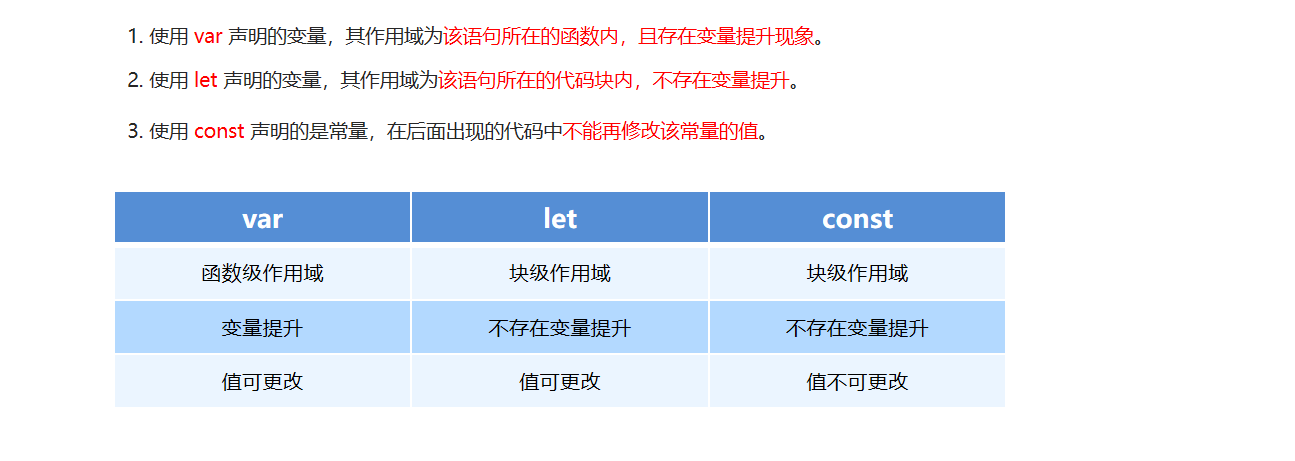 1. 使用 var 声明的变量，其作用域为该语句所在的函数内，且存在变量提升现象。
2. 使用 let 声明的变量，其作用域为该语句所在的代码块内，不存在变量提升。
3. 使用 const 声明的是常量，在后面出现的代码中不能再修改该常量的值。
var let const
函数级作用域 块级作用域 块级作用域
变量提升 不存在变量提升 不存在变量提升
值可更改 值可更改 值不可更改